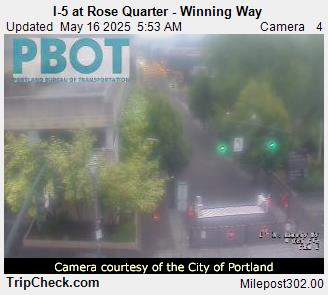 I-5 at Rose Quarter - Winning Way
Updated May 16 2025 5:53 AM Camera 4
PBOT
PORTLAND BUREAU OF TRANSPORTATION
Camera courtesy of the City of Portland
TripCheck.com Milepost302.00